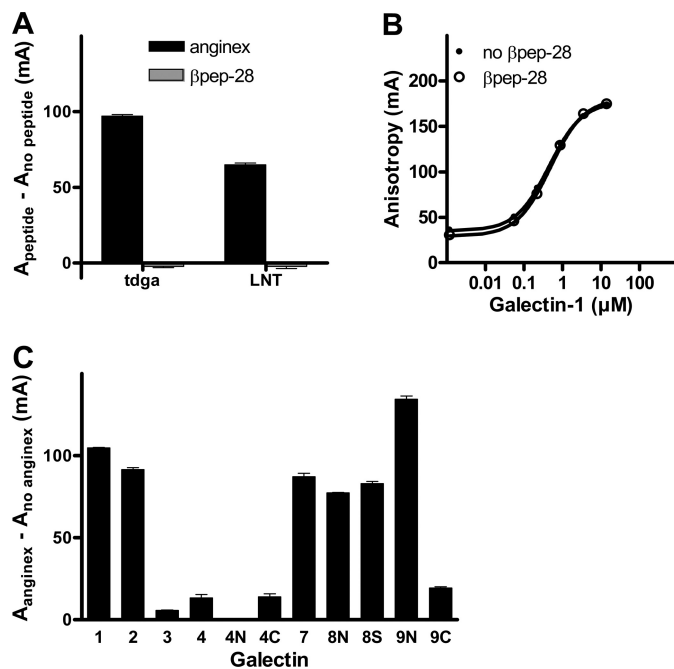 A
A_peptide - A_no peptide (mA)
anginex
βpep-28
100
50
0
tdga LNT
B
Anisotropy (mA)
no βpep-28
βpep-28
200
150
100
50
0
0.01 0.1 1 10 100
Galectin-1 (µM)
C
A_anginex - A_no anginex (mA)
100
50
0
1 2 3 4 4N 4C 7 8N 8S 9N 9C
Galectin